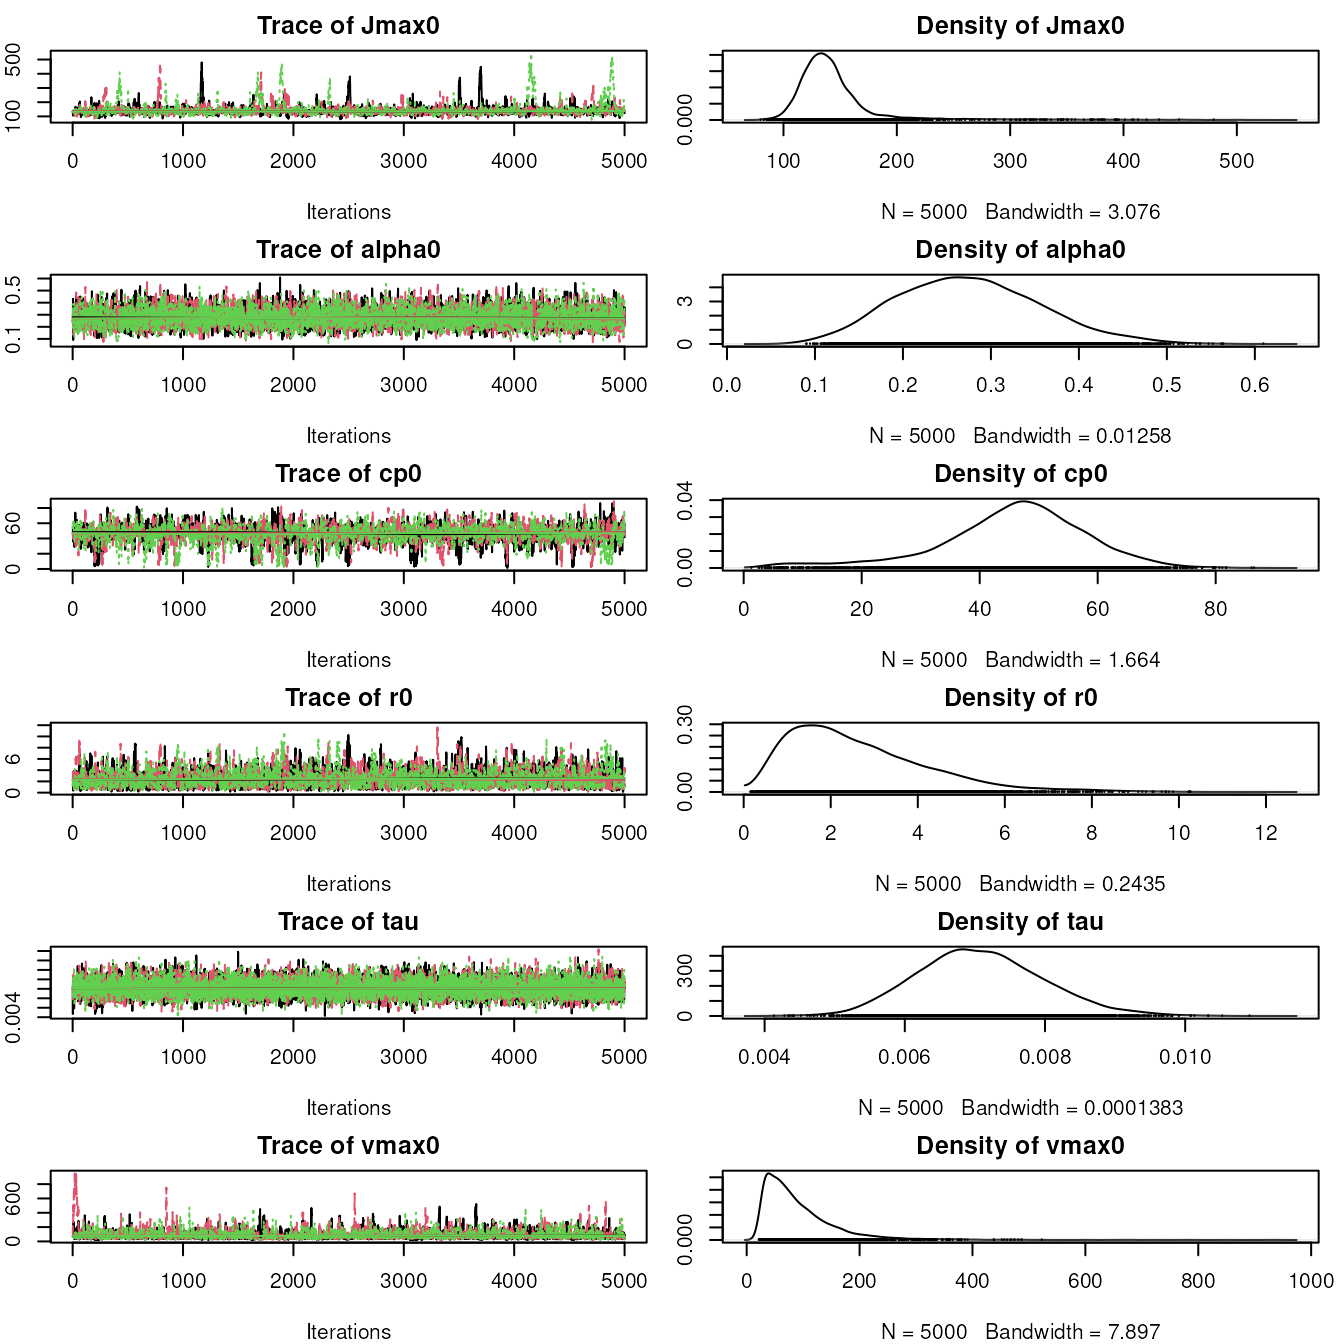 Trace of Jmax0
Density of Jmax0
100 500
0.000
0 1000 2000 3000 4000 5000
100 200 300 400 500
Iterations
N = 5000 Bandwidth = 3.076
Trace of alpha0
Density of alpha0
0.1 0.5
0 3
0 1000 2000 3000 4000 5000
0.0 0.1 0.2 0.3 0.4 0.5 0.6
Iterations
N = 5000 Bandwidth = 0.01258
Trace of cp0
Density of cp0
0 60
0.00 0.04
0 1000 2000 3000 4000 5000
0 20 40 60 80
Iterations
N = 5000 Bandwidth = 1.664
Trace of r0
Density of r0
0 6
0.00 0.30
0 1000 2000 3000 4000 5000
0 2 4 6 8 10 12
Iterations
N = 5000 Bandwidth = 0.2435
Trace of tau
Density of tau
0.004
0 300
0 1000 2000 3000 4000 5000
0.004 0.006 0.008 0.010
Iterations
N = 5000 Bandwidth = 0.0001383
Trace of vmax0
Density of vmax0
0 600
0.000
0 1000 2000 3000 4000 5000
0 200 400 600 800 1000
Iterations
N = 5000 Bandwidth = 7.897